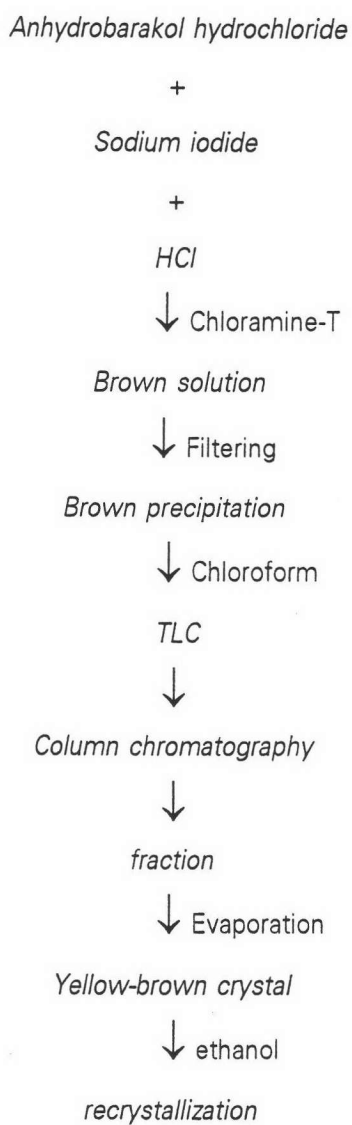 Anhydrobarakol hydrochloride
+
Sodium iodide
+
HCl
↓ Chloramine-T
Brown solution
↓ Filtering
Brown precipitation
↓ Chloroform
TLC
↓
Column chromatography
↓
fraction
↓ Evaporation
Yellow-brown crystal
↓ ethanol
recrystallization